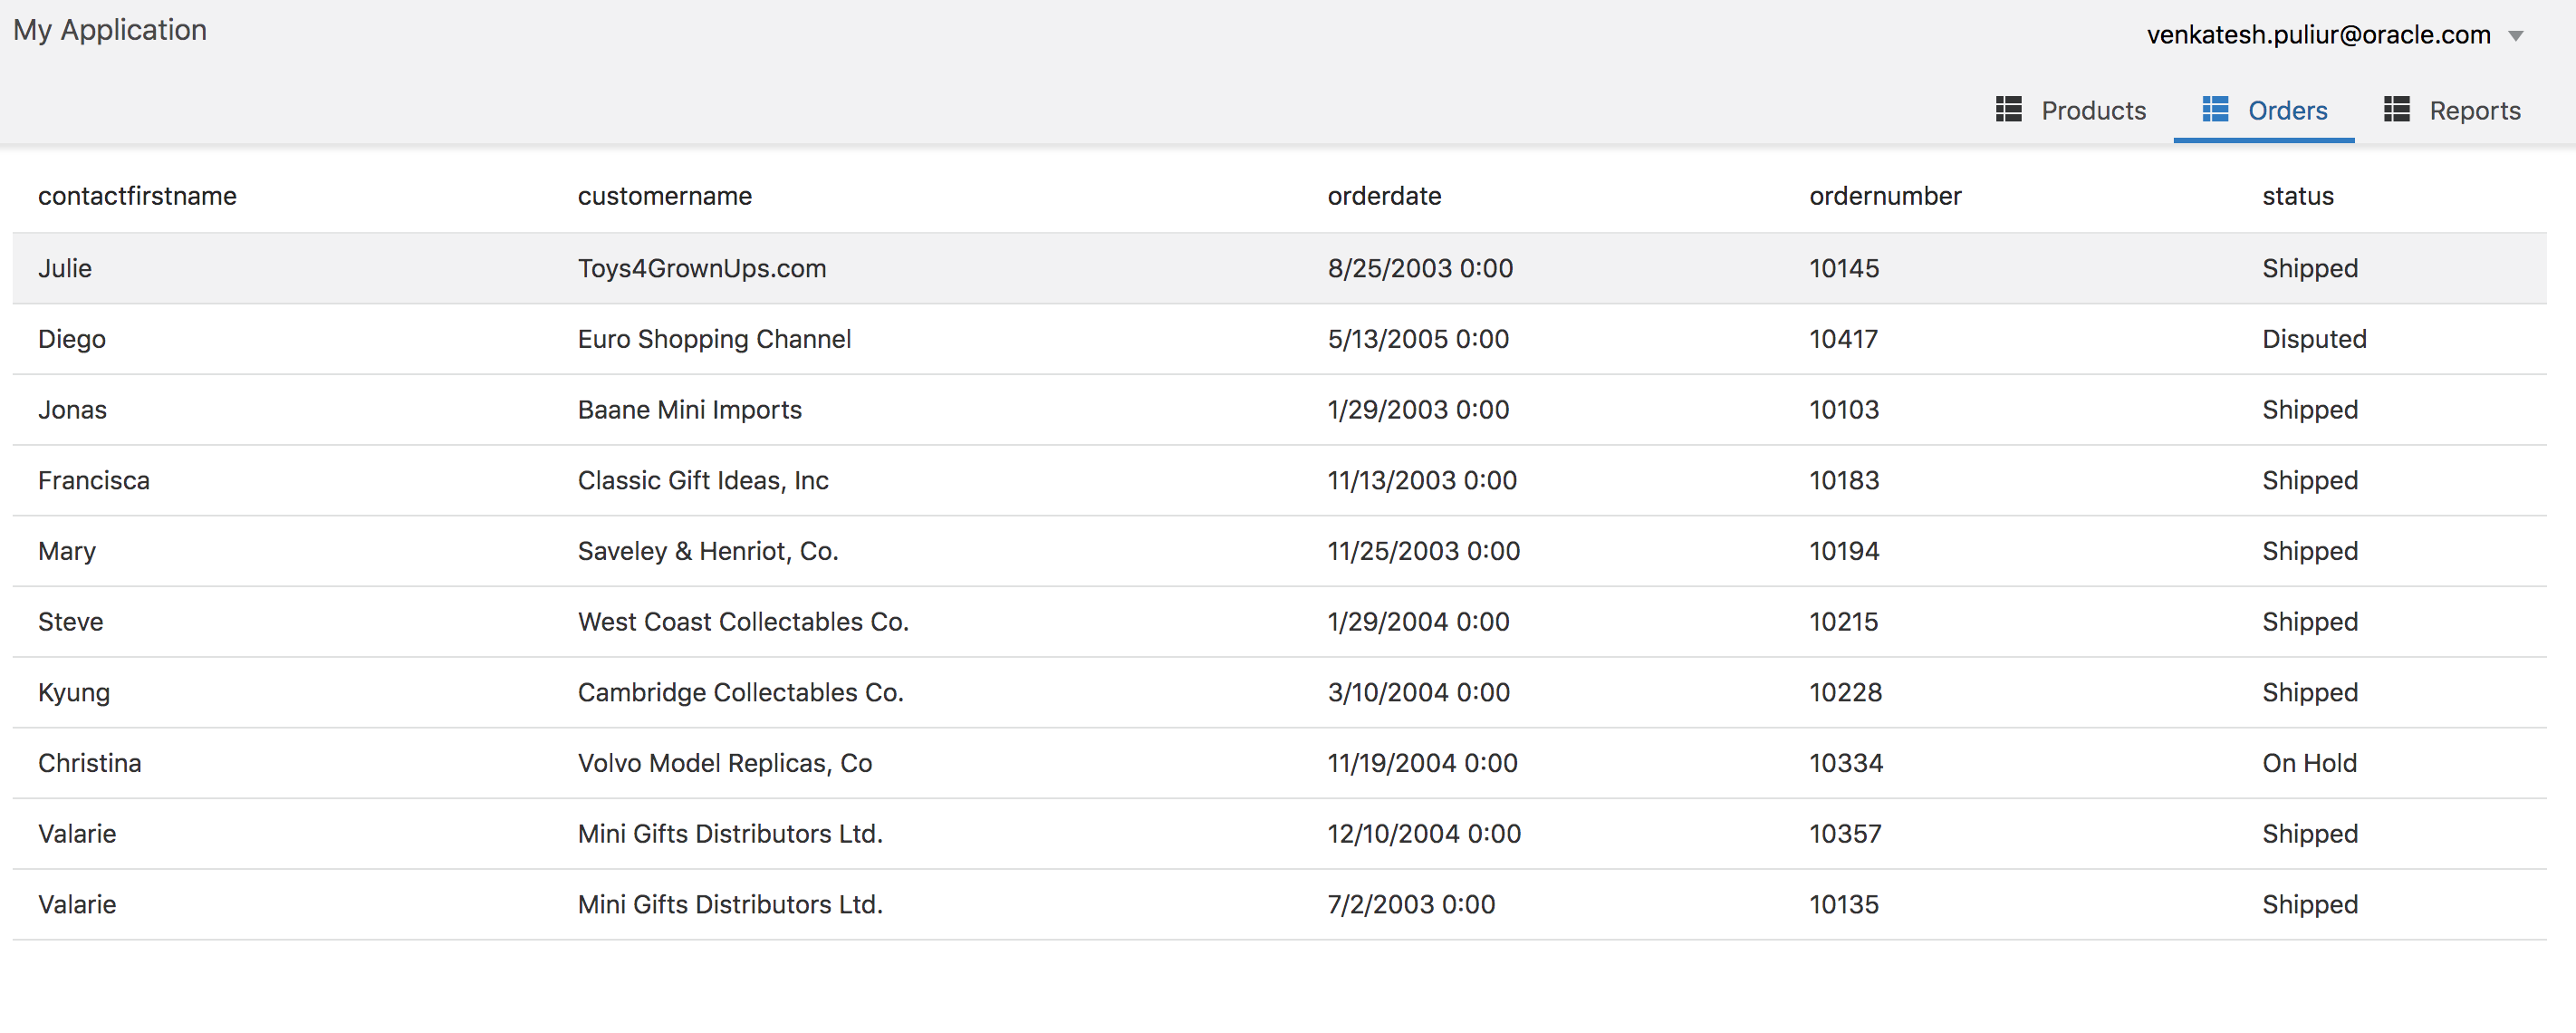 My Application
venkatesh.puliur@oracle.com
Products Orders Reports
contactfirstname customername orderdate ordernumber status
Julie Toys4GrownUps.com 8/25/2003 0:00 10145 Shipped
Diego Euro Shopping Channel 5/13/2005 0:00 10417 Disputed
Jonas Baane Mini Imports 1/29/2003 0:00 10103 Shipped
Francisca Classic Gift Ideas, Inc 11/13/2003 0:00 10183 Shipped
Mary Saveley & Henriot, Co. 11/25/2003 0:00 10194 Shipped
Steve West Coast Collectables Co. 1/29/2004 0:00 10215 Shipped
Kyung Cambridge Collectables Co. 3/10/2004 0:00 10228 Shipped
Christina Volvo Model Replicas, Co 11/19/2004 0:00 10334 On Hold
Valarie Mini Gifts Distributors Ltd. 12/10/2004 0:00 10357 Shipped
Valarie Mini Gifts Distributors Ltd. 7/2/2003 0:00 10135 Shipped